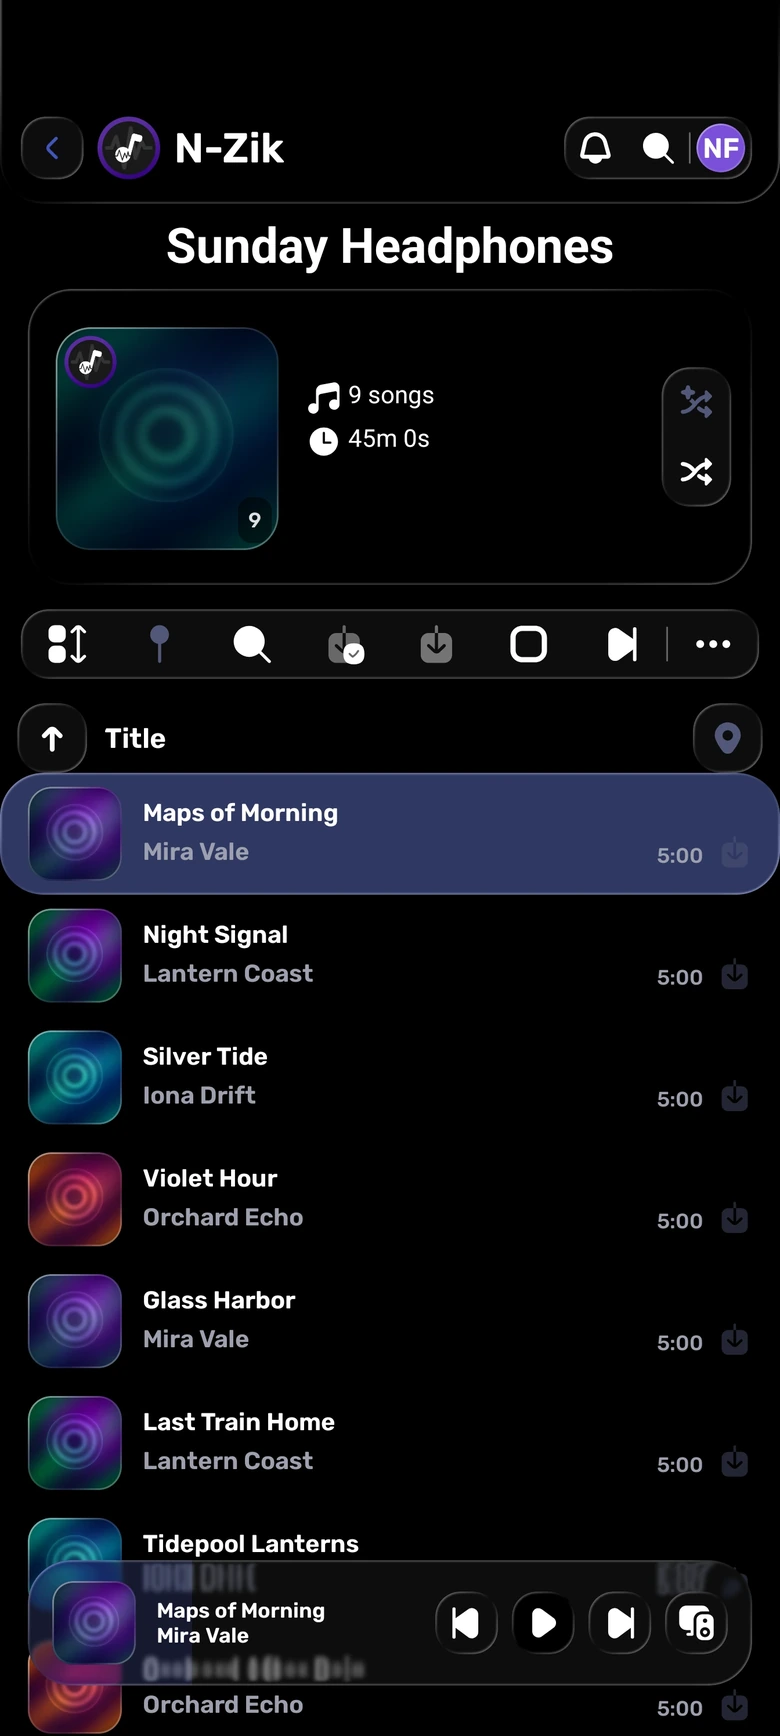 N-Zik
NF
Sunday Headphones
9 songs
45m 0s
9
Title
Maps of Morning
Mira Vale
5:00
Night Signal
Lantern Coast
5:00
Silver Tide
Iona Drift
5:00
Violet Hour
Orchard Echo
5:00
Glass Harbor
Mira Vale
5:00
Last Train Home
Lantern Coast
5:00
Tidepool Lanterns
Maps of Morning
Mira Vale
Orchard Echo
5:00